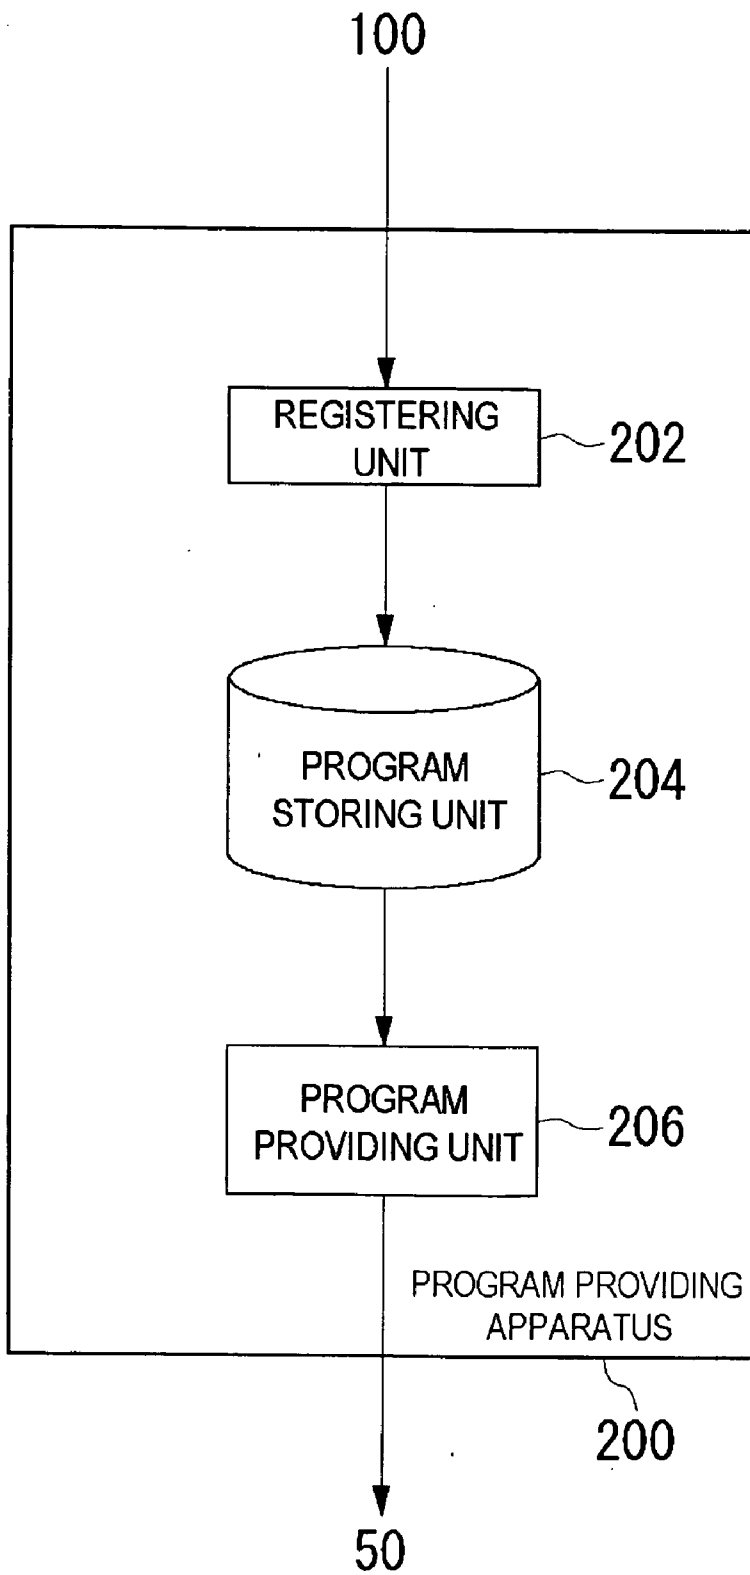 100
REGISTERING
UNIT
202
PROGRAM
STORING UNIT
204
PROGRAM
PROVIDING UNIT
206
PROGRAM PROVIDING
APPARATUS
200
50